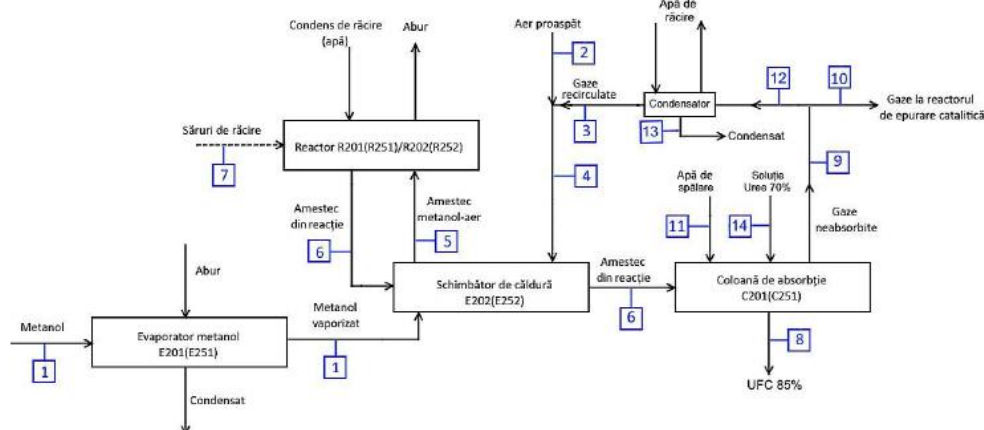 Condens de răcire
(apă)
Abur
Aer proaspăt
Apă de
răcire
2
Gaze
recirculate
3
Condensator
12
10
Gaze la reactorul
de epurare catalitică
13
Condensat
Săruri de răcire
7
Reactor R201(R251)/R202(R252)
4
9
Apă de
spălare
Soluție
Uree 70%
11
14
Gaze
neabsorbite
Amestec
din reacție
6
Amestec
metanol-aer
5
Abur
Schimbător de căldură
E202(E252)
Amestec
din reacție
6
Coloană de absorbție
C201(C251)
Metanol
1
Evaporator metanol
E201(E251)
Metanol
vaporizat
1
8
UFC 85%
Condensat